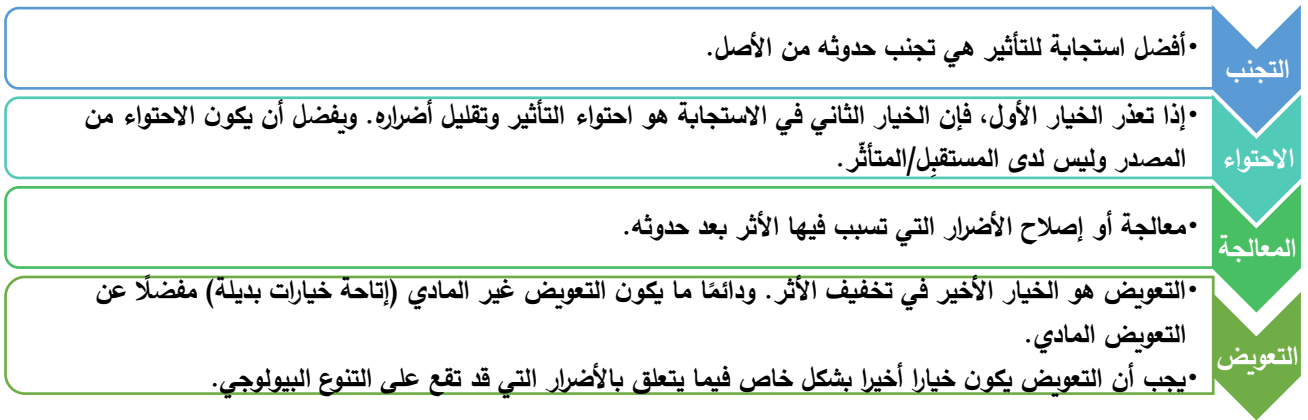 التجنب
•أفضل استجابة للتأثير هي تجنب حدوثه من الأصل.
الاحتواء
•إذا تعذر الخيار الأول، فإن الخيار الثاني في الاستجابة هو احتواء التأثير وتقليل أضراره. ويفضل أن يكون الاحتواء من
المصدر وليس لدى المستقبِل/المتأثّر.
المعالجة
•معالجة أو إصلاح الأضرار التي تسبب فيها الأثر بعد حدوثه.
التعويض
•التعويض هو الخيار الأخير في تخفيف الأثر. ودائمًا ما يكون التعويض غير المادي (إتاحة خيارات بديلة) مفضلًا عن
التعويض المادي.
•يجب أن التعويض يكون خيارا أخيرا بشكل خاص فيما يتعلق بالأضرار التي قد تقع على التنوع البيولوجي.